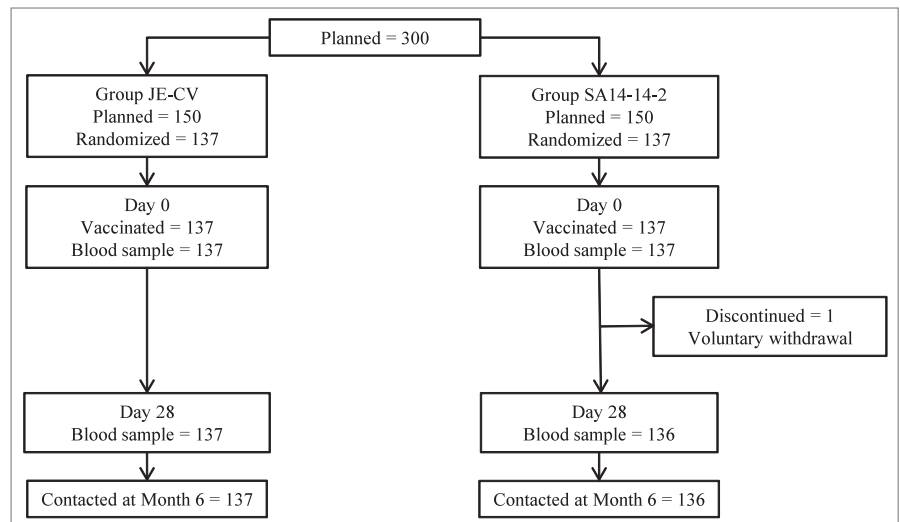 Planned = 300
Group JE-CV
Planned = 150
Randomized = 137
Group SA14-14-2
Planned = 150
Randomized = 137
Day 0
Vaccinated = 137
Blood sample = 137
Day 0
Vaccinated = 137
Blood sample = 137
Discontinued = 1
Voluntary withdrawal
Day 28
Blood sample = 137
Day 28
Blood sample = 136
Contacted at Month 6 = 137
Contacted at Month 6 = 136